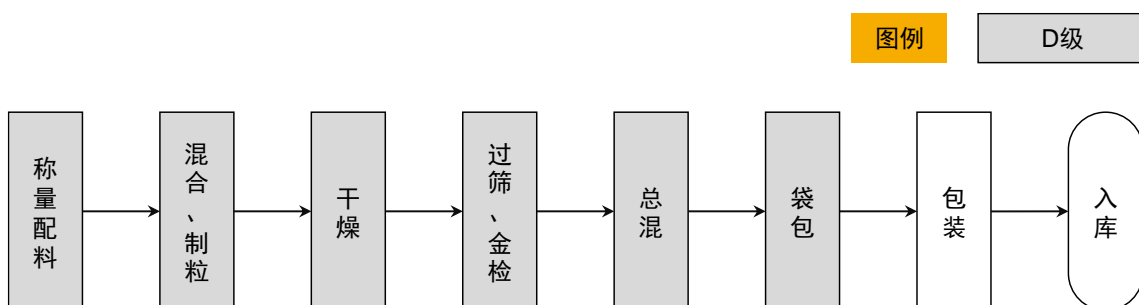 图例
D级
称量配料
混合、制粒
干燥
过筛、金检
总混
袋包
包装
入库